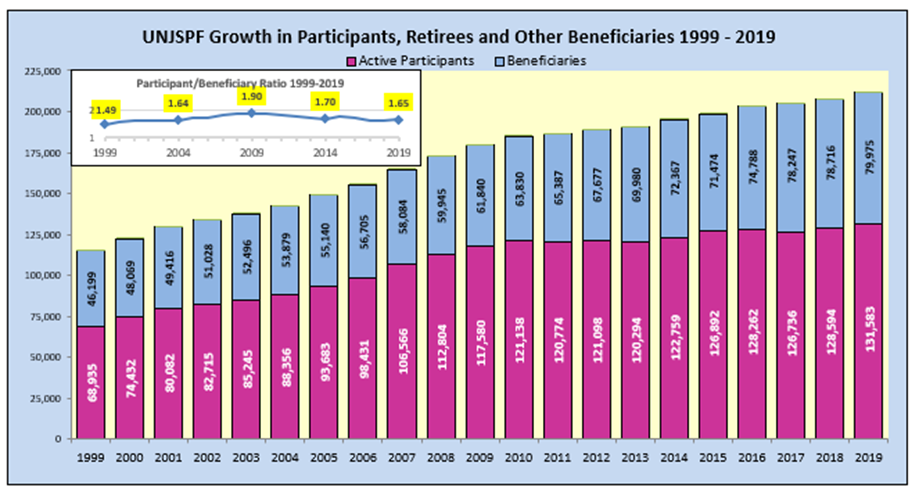 UNJSPF Growth in Participants, Retirees and Other Beneficiaries 1999 - 2019
Active Participants Beneficiaries
225,000
200,000
175,000
150,000
125,000
100,000
75,000
50,000
25,000
0
Participant/Beneficiary Ratio 1999-2019
2
1
1.49 1.64 1.90 1.70 1.65
1999 2004 2009 2014 2019
46,199 48,069 49,416 51,028 52,496 53,879 55,140 56,705 58,084 59,945 61,840 63,830 65,387 67,677 69,980 72,367 71,474 74,788 78,247 78,716 79,975
68,935 74,432 80,082 82,715 85,245 88,356 93,683 98,431 106,566 112,804 117,580 121,138 120,774 121,098 120,294 122,759 126,892 128,262 126,736 128,594 131,583
1999 2000 2001 2002 2003 2004 2005 2006 2007 2008 2009 2010 2011 2012 2013 2014 2015 2016 2017 2018 2019